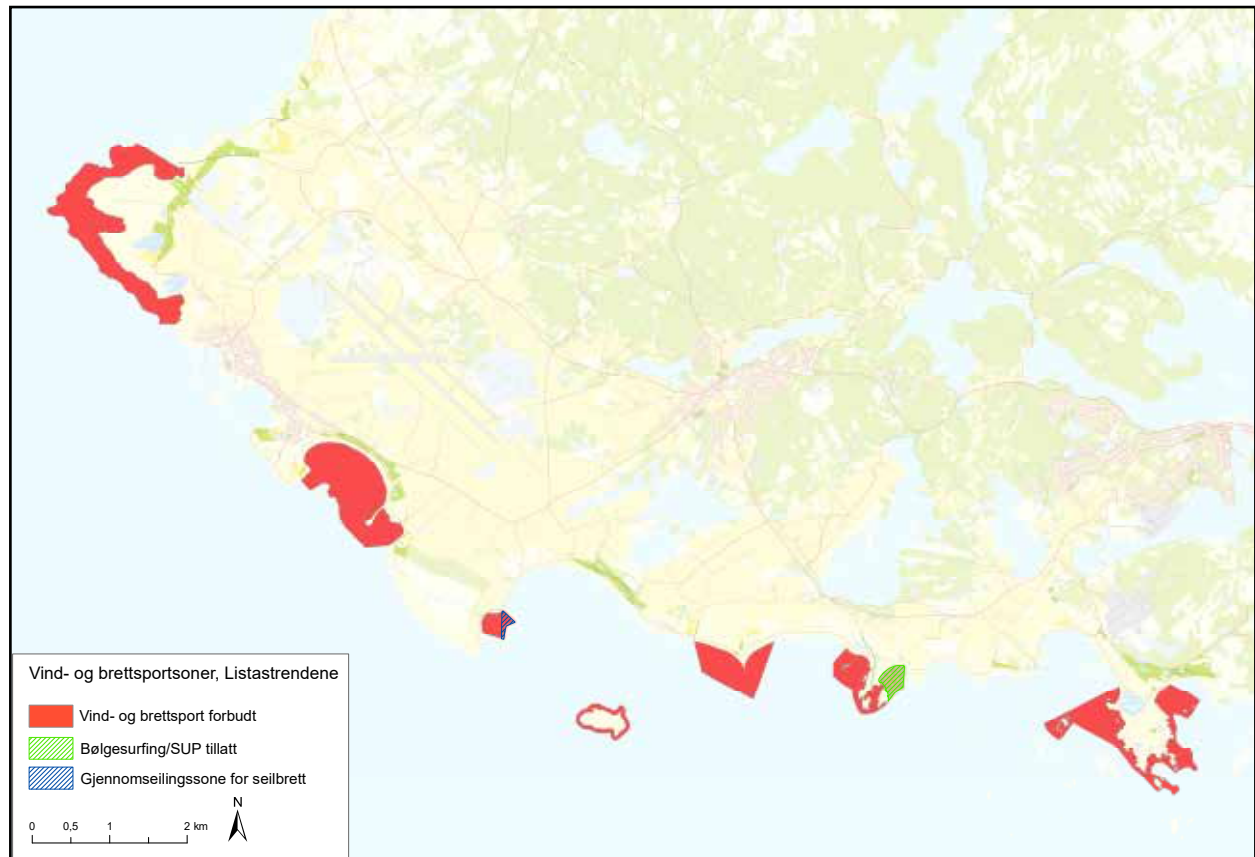 Vind- og brettsportsoner, Listastrendene
Vind- og brettsport forbudt
Bølgesurfing/SUP tillatt
Gjennomseilingssone for seilbrett
N
0 0,5 1 2 km